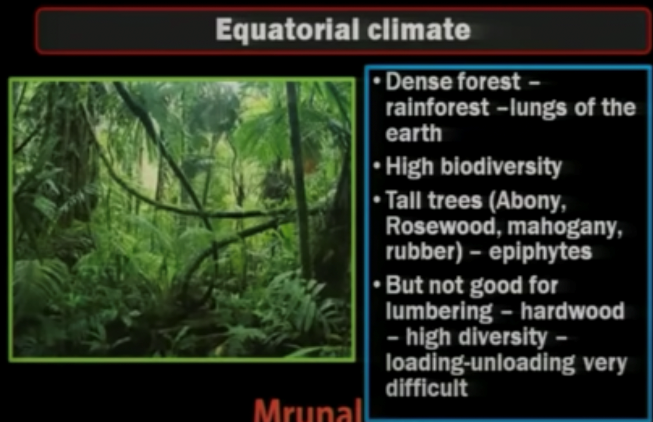 Equatorial climate
• Dense forest –
rainforest –lungs of the
earth
• High biodiversity
• Tall trees (Abony,
Rosewood, mahogany,
rubber) – epiphytes
• But not good for
lumbering – hardwood
– high diversity –
loading-unloading very
difficult
Mrunal